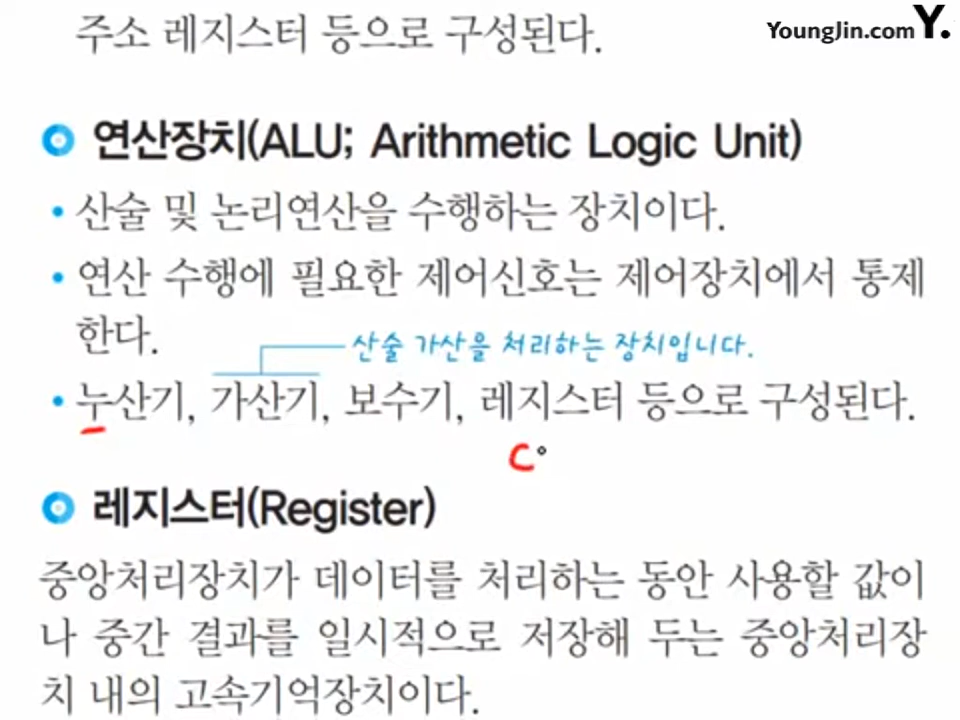 주소 레지스터 등으로 구성된다.
YoungJin.com Y.
연산장치(ALU; Arithmetic Logic Unit)
• 산술 및 논리연산을 수행하는 장치이다.
• 연산 수행에 필요한 제어신호는 제어장치에서 통제
한다.
산술 가산을 처리하는 장치입니다.
• 누산기, 가산기, 보수기, 레지스터 등으로 구성된다.
C
레지스터(Register)
중앙처리장치가 데이터를 처리하는 동안 사용할 값이
나 중간 결과를 일시적으로 저장해 두는 중앙처리장
치 내의 고속기억장치이다.